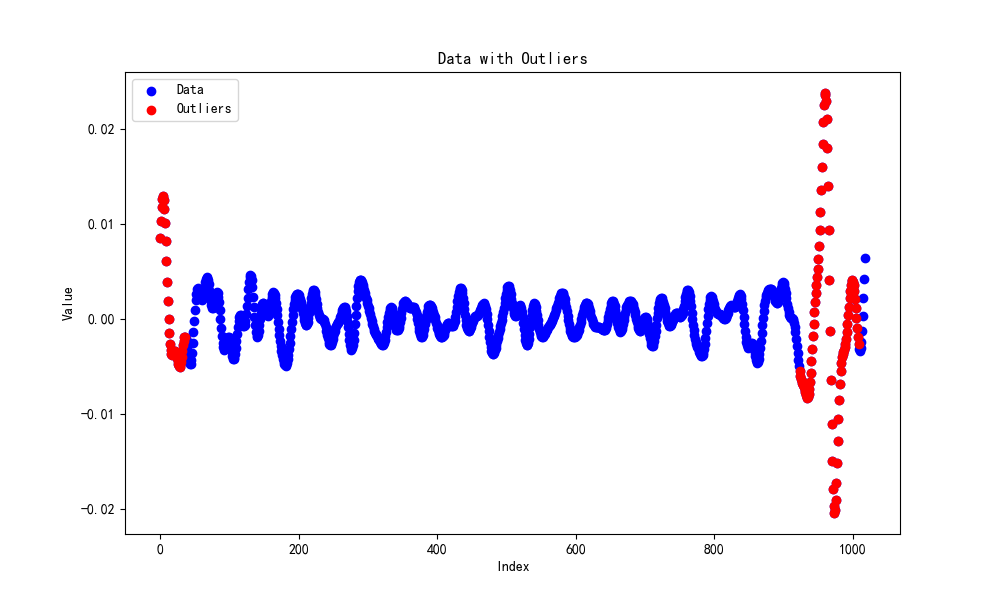 Data with Outliers
Data
Outliers
0.02
0.01
0.00
-0.01
-0.02
Value
0 200 400 600 800 1000
Index